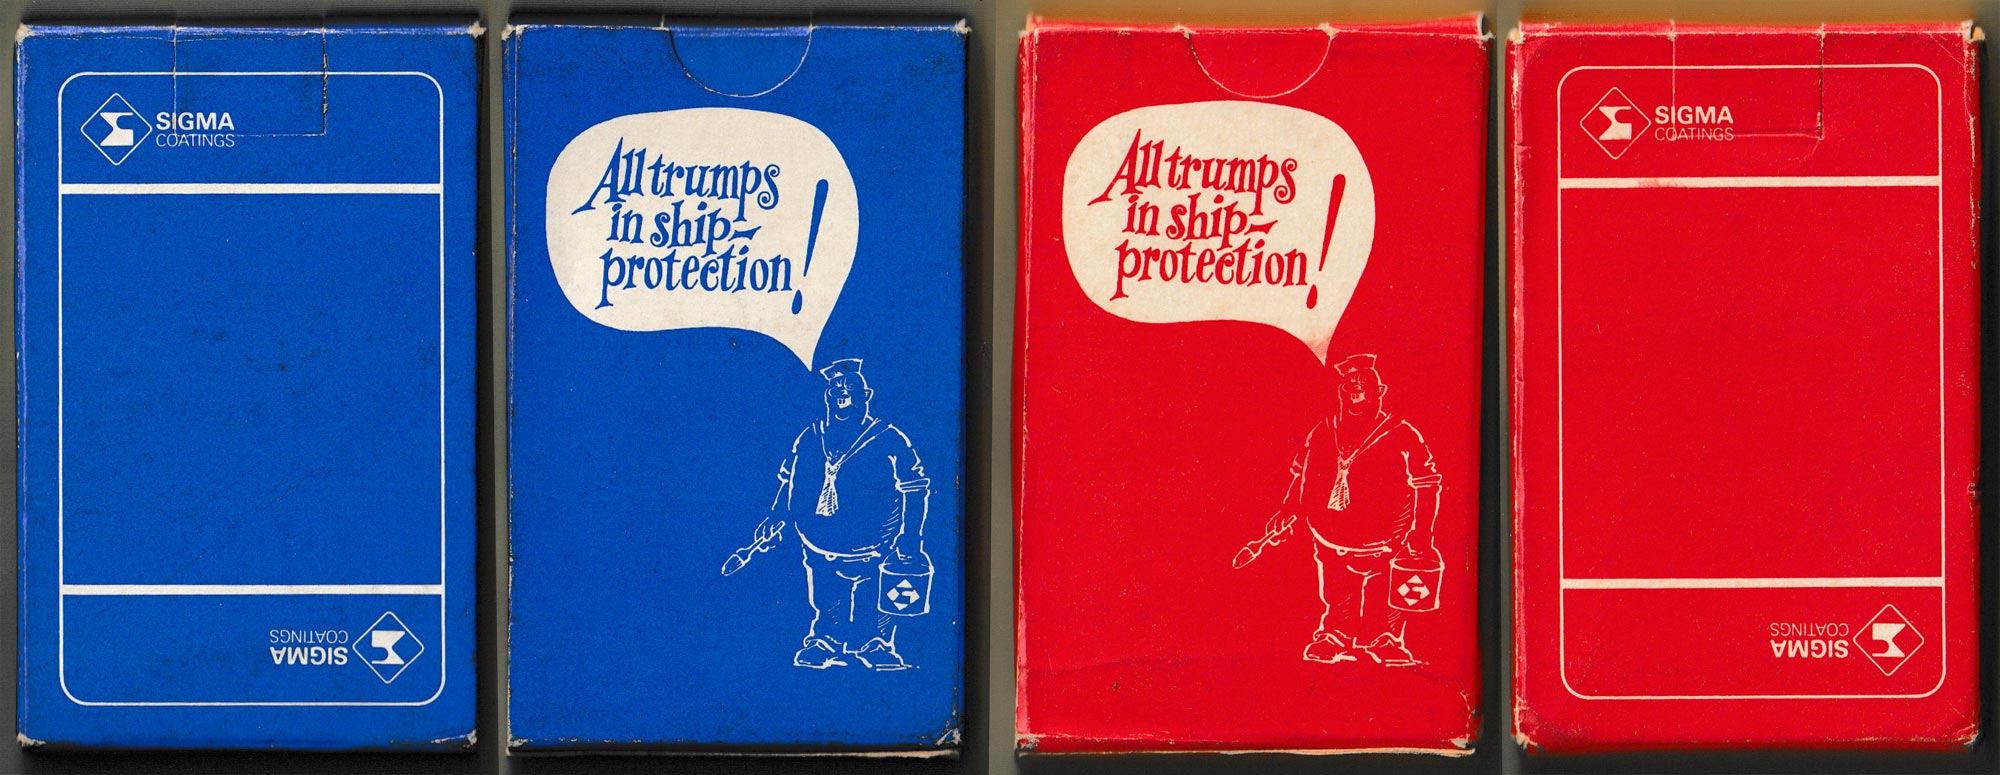 SIGMA
COATINGS
SIGMA
COATINGS
All trumps
in ship-
protection!
All trumps
in ship-
protection!
SIGMA
COATINGS
SIGMA
COATINGS